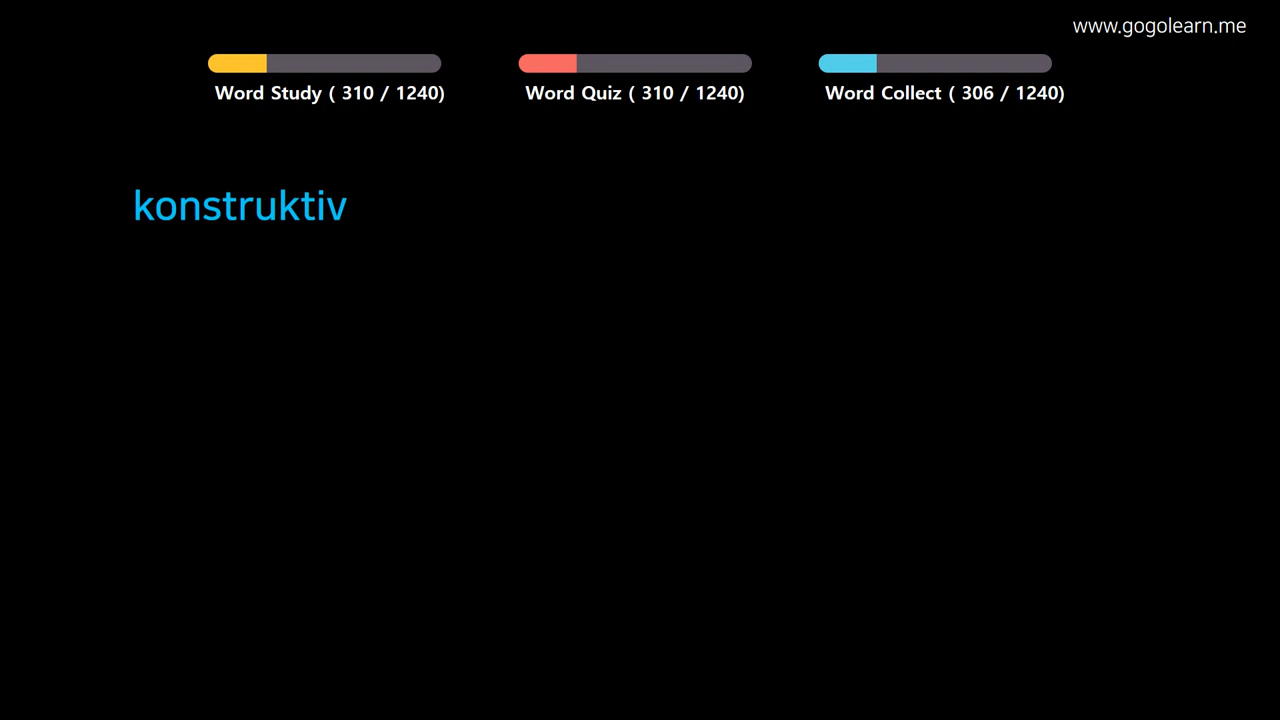 www.gogolearn.me
Word Study ( 310 / 1240)
Word Quiz ( 310 / 1240)
Word Collect ( 306 / 1240)
konstruktiv